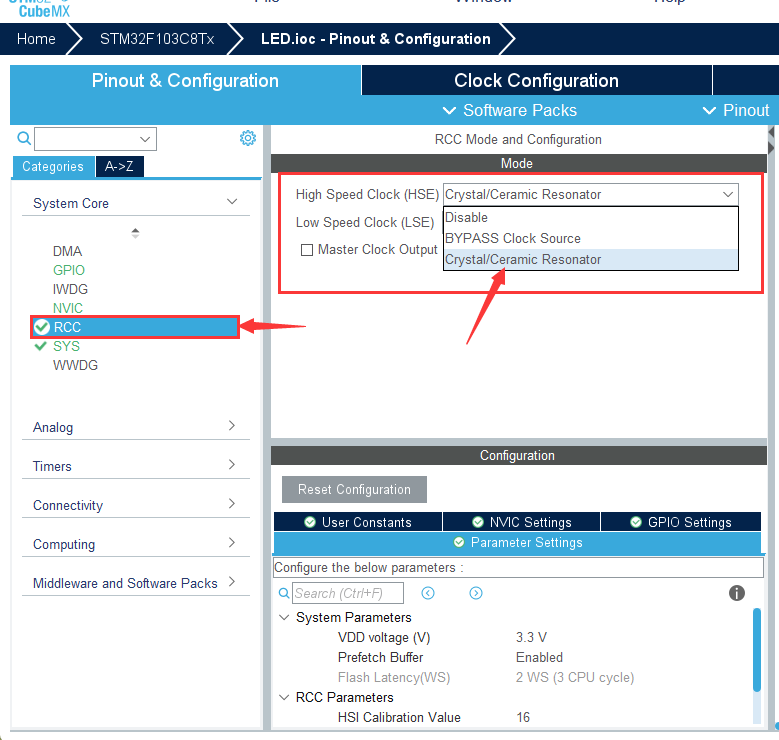 CubeMX
Home
STM32F103C8Tx
LED.ioc - Pinout & Configuration
Pinout & Configuration
Clock Configuration
Software Packs
Pinout
RCC Mode and Configuration
Categories
A->Z
Mode
System Core
High Speed Clock (HSE)
Crystal/Ceramic Resonator
Low Speed Clock (LSE)
Disable
BYPASS Clock Source
Master Clock Output
Crystal/Ceramic Resonator
DMA
GPIO
IWDG
NVIC
RCC
SYS
WWDG
Analog
Timers
Connectivity
Computing
Middleware and Software Packs
Configuration
Reset Configuration
User Constants
NVIC Settings
GPIO Settings
Parameter Settings
Configure the below parameters :
Search (Ctrl+F)
System Parameters
VDD voltage (V) 3.3 V
Prefetch Buffer Enabled
Flash Latency(WS) 2 WS (3 CPU cycle)
RCC Parameters
HSI Calibration Value 16